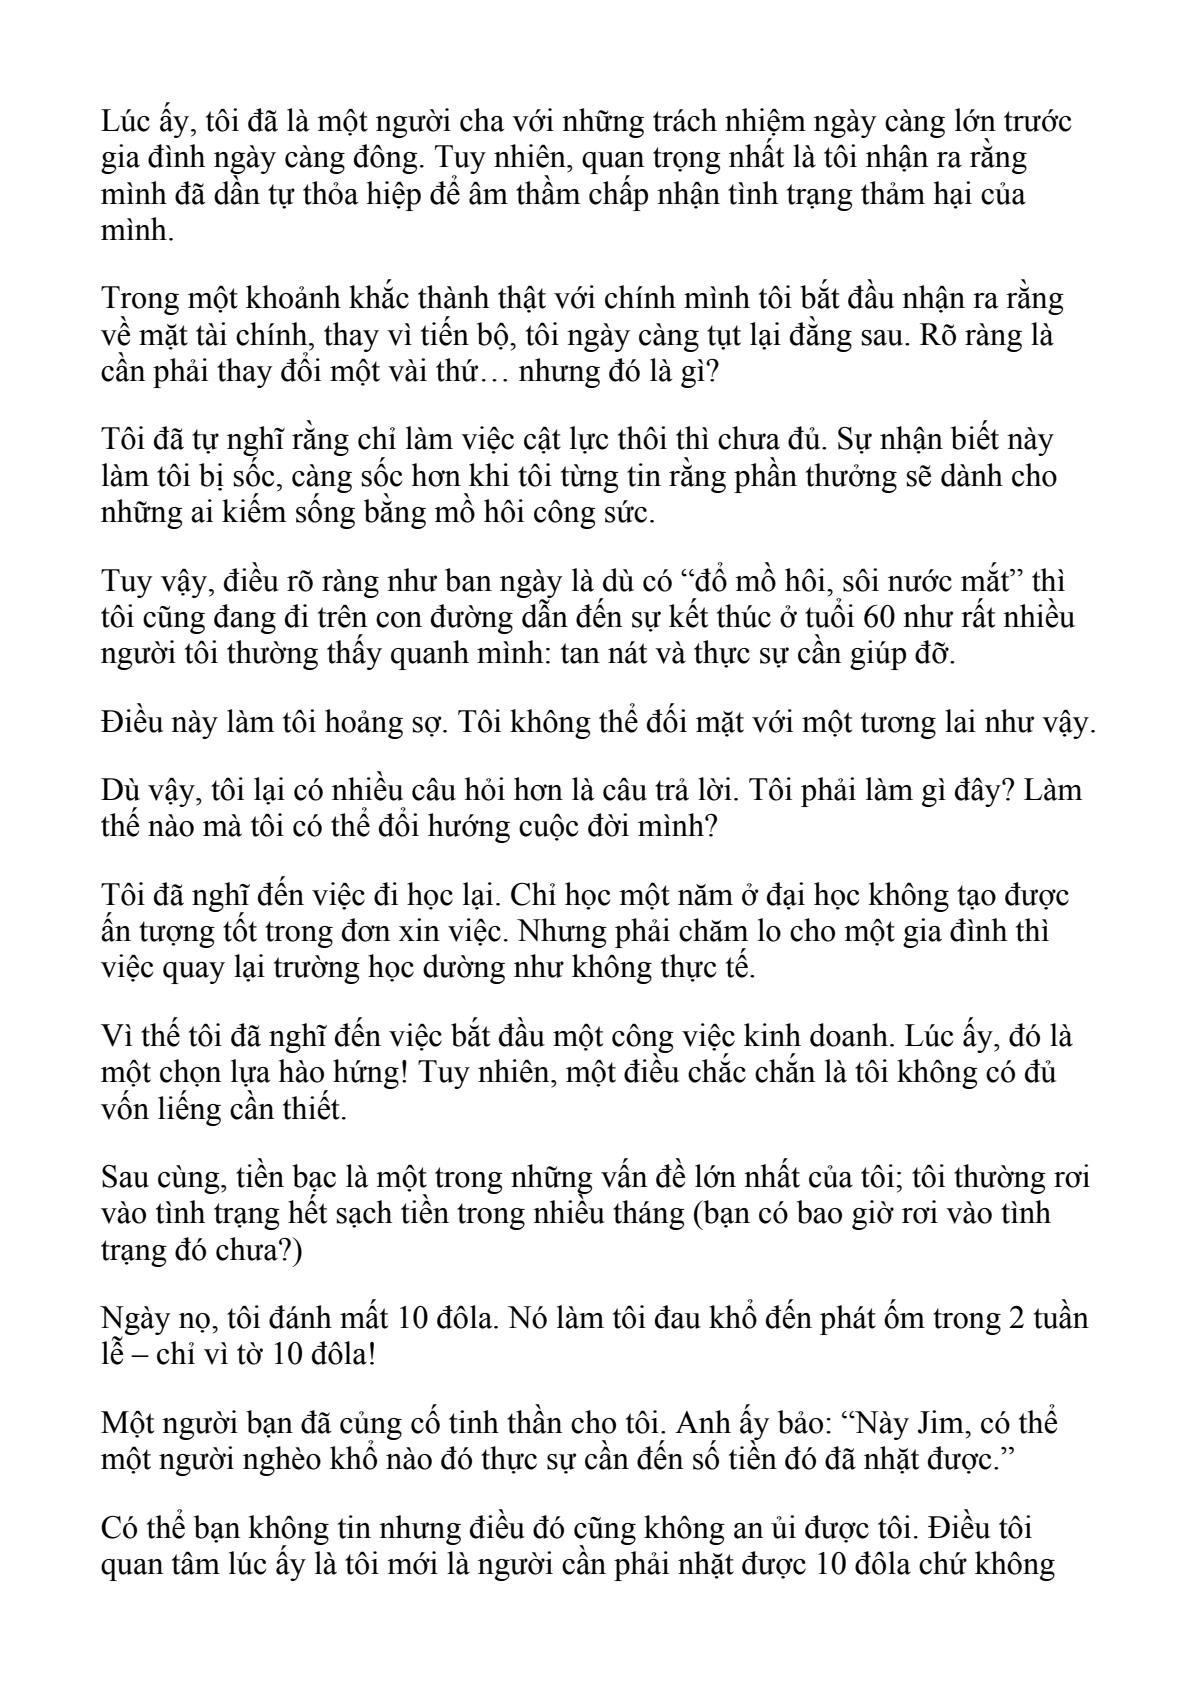 Lúc ấy, tôi đã là một người cha với những trách nhiệm ngày càng lớn trước
gia đình ngày càng đông. Tuy nhiên, quan trọng nhất là tôi nhận ra rằng
mình đã dần tự thỏa hiệp để âm thầm chấp nhận tình trạng thảm hại của
mình.
Trong một khoảnh khắc thành thật với chính mình tôi bắt đầu nhận ra rằng
về mặt tài chính, thay vì tiến bộ, tôi ngày càng tụt lại đằng sau. Rõ ràng là
cần phải thay đổi một vài thứ… nhưng đó là gì?
Tôi đã tự nghĩ rằng chỉ làm việc cật lực thôi thì chưa đủ. Sự nhận biết này
làm tôi bị sốc, càng sốc hơn khi tôi từng tin rằng phần thưởng sẽ dành cho
những ai kiếm sống bằng mồ hôi công sức.
Tuy vậy, điều rõ ràng như ban ngày là dù có “đổ mồ hôi, sôi nước mắt” thì
tôi cũng đang đi trên con đường dẫn đến sự kết thúc ở tuổi 60 như rất nhiều
người tôi thường thấy quanh mình: tan nát và thực sự cần giúp đỡ.
Điều này làm tôi hoảng sợ. Tôi không thể đối mặt với một tương lai như vậy.
Dù vậy, tôi lại có nhiều câu hỏi hơn là câu trả lời. Tôi phải làm gì đây? Làm
thế nào mà tôi có thể đổi hướng cuộc đời mình?
Tôi đã nghĩ đến việc đi học lại. Chỉ học một năm ở đại học không tạo được
ấn tượng tốt trong đơn xin việc. Nhưng phải chăm lo cho một gia đình thì
việc quay lại trường học dường như không thực tế.
Vì thế tôi đã nghĩ đến việc bắt đầu một công việc kinh doanh. Lúc ấy, đó là
một chọn lựa hào hứng! Tuy nhiên, một điều chắc chắn là tôi không có đủ
vốn liếng cần thiết.
Sau cùng, tiền bạc là một trong những vấn đề lớn nhất của tôi; tôi thường rơi
vào tình trạng hết sạch tiền trong nhiều tháng (bạn có bao giờ rơi vào tình
trạng đó chưa?)
Ngày nọ, tôi đánh mất 10 đôla. Nó làm tôi đau khổ đến phát ốm trong 2 tuần
lễ – chỉ vì tờ 10 đôla!
Một người bạn đã củng cố tinh thần cho tôi. Anh ấy bảo: “Này Jim, có thể
một người nghèo khổ nào đó thực sự cần đến số tiền đó đã nhặt được.”
Có thể bạn không tin nhưng điều đó cũng không an ủi được tôi. Điều tôi
quan tâm lúc ấy là tôi mới là người cần phải nhặt được 10 đôla chứ không